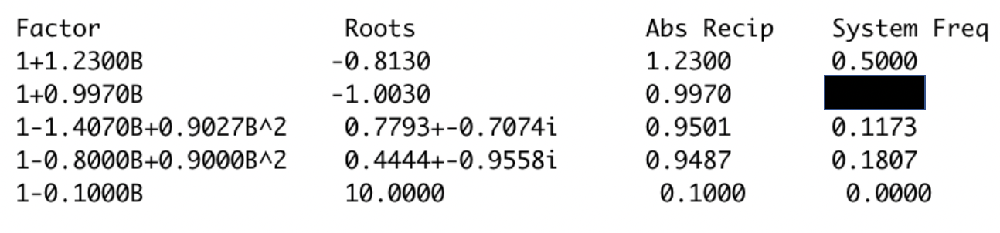 Factor Roots Abs Recip System Freq
1+1.2300B -0.8130 1.2300 0.5000
1+0.9970B -1.0030 0.9970
1-1.4070B+0.9027B^2 0.7793+-0.7074i 0.9501 0.1173
1-0.8000B+0.9000B^2 0.4444+-0.9558i 0.9487 0.1807
1-0.1000B 10.0000 0.1000 0.0000